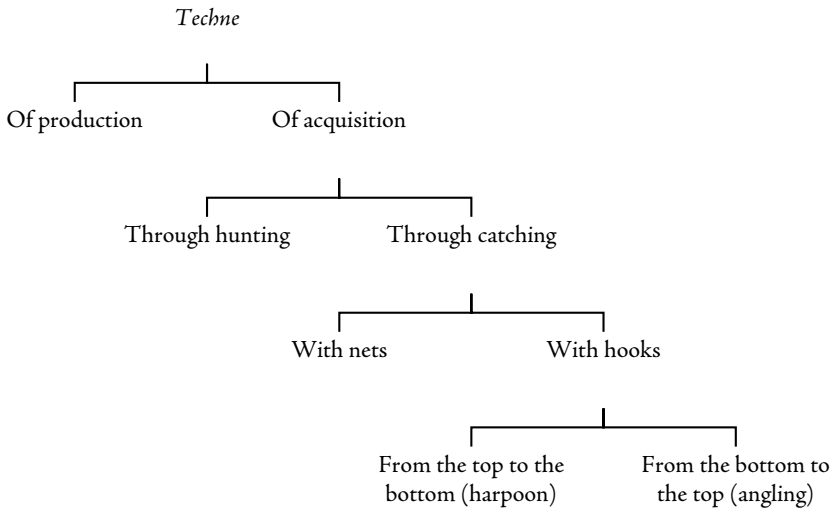 Techne
Of production
Of acquisition
Through hunting
Through catching
With nets
With hooks
From the top to the
bottom (harpoon)
From the bottom to
the top (angling)